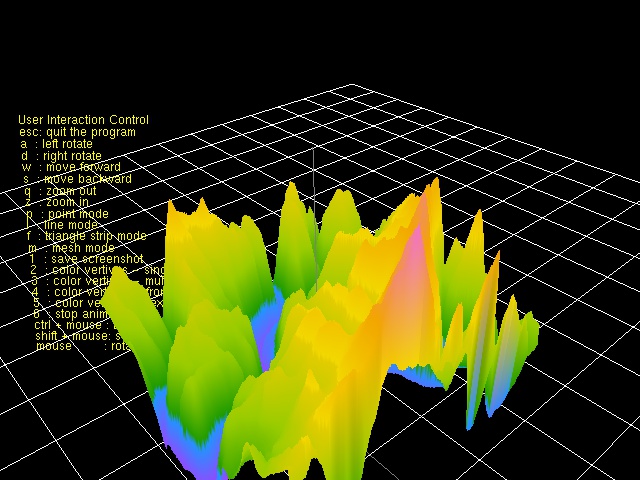 User Interaction Control
esc: quit the program
a : left rotate
d : right rotate
w : move forward
s : move backward
q : zoom out
z : zoom in
p : point mode
l : line mode
f : triangle strip mode
m : mesh mode
1 : save screenshot
2 : color vertices -
3 : color vertices -
4 : color
5 : color
6 : stop
ctrl + mouse :
shift + mouse:
mouse :